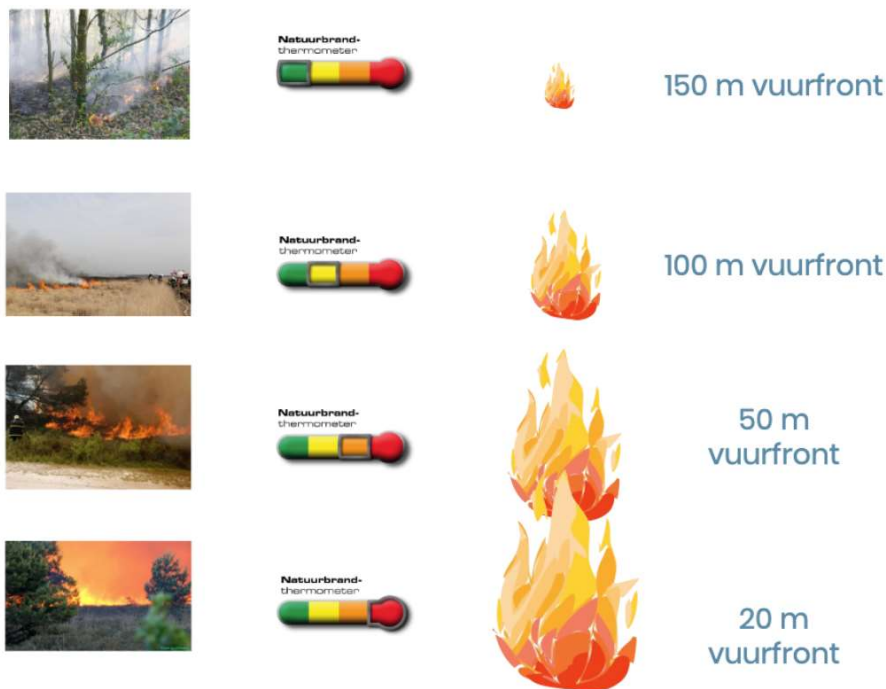 Natuurbrand-
thermometer
150 m vuurfront
Natuurbrand-
thermometer
100 m vuurfront
Natuurbrand-
thermometer
50 m
vuurfront
Natuurbrand-
thermometer
20 m
vuurfront